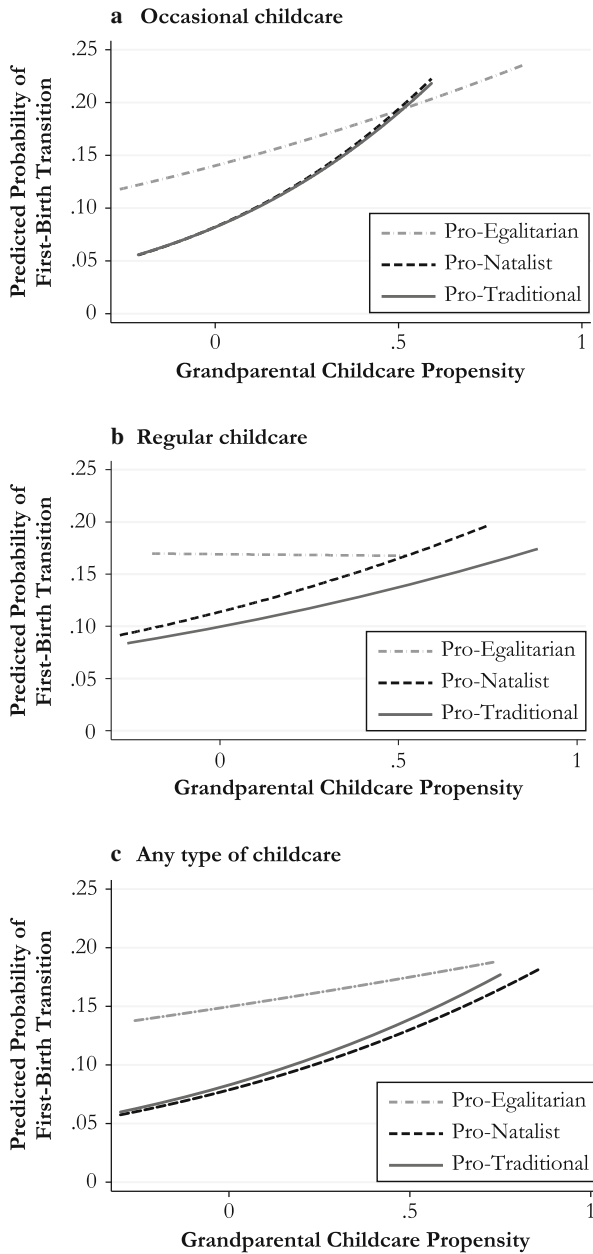 a Occasional childcare
Predicted Probability of
First-Birth Transition
.25
.20
.15
.10
.05
0
Pro-Egalitarian
Pro-Natalist
Pro-Traditional
0 .5 1
Grandparental Childcare Propensity
b Regular childcare
Predicted Probability of
First-Birth Transition
.25
.20
.15
.10
.05
0
Pro-Egalitarian
Pro-Natalist
Pro-Traditional
0 .5 1
Grandparental Childcare Propensity
c Any type of childcare
Predicted Probability of
First-Birth Transition
.25
.20
.15
.10
.05
0
Pro-Egalitarian
Pro-Natalist
Pro-Traditional
0 .5 1
Grandparental Childcare Propensity